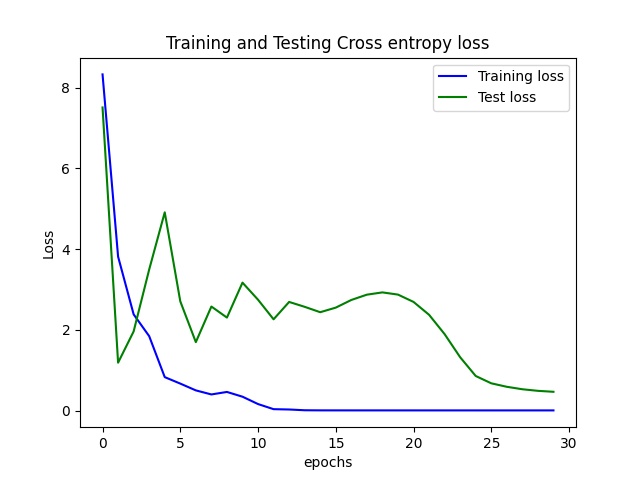 Training and Testing Cross entropy loss
Training loss
Test loss
Loss
8
6
4
2
0
0 5 10 15 20 25 30
epochs